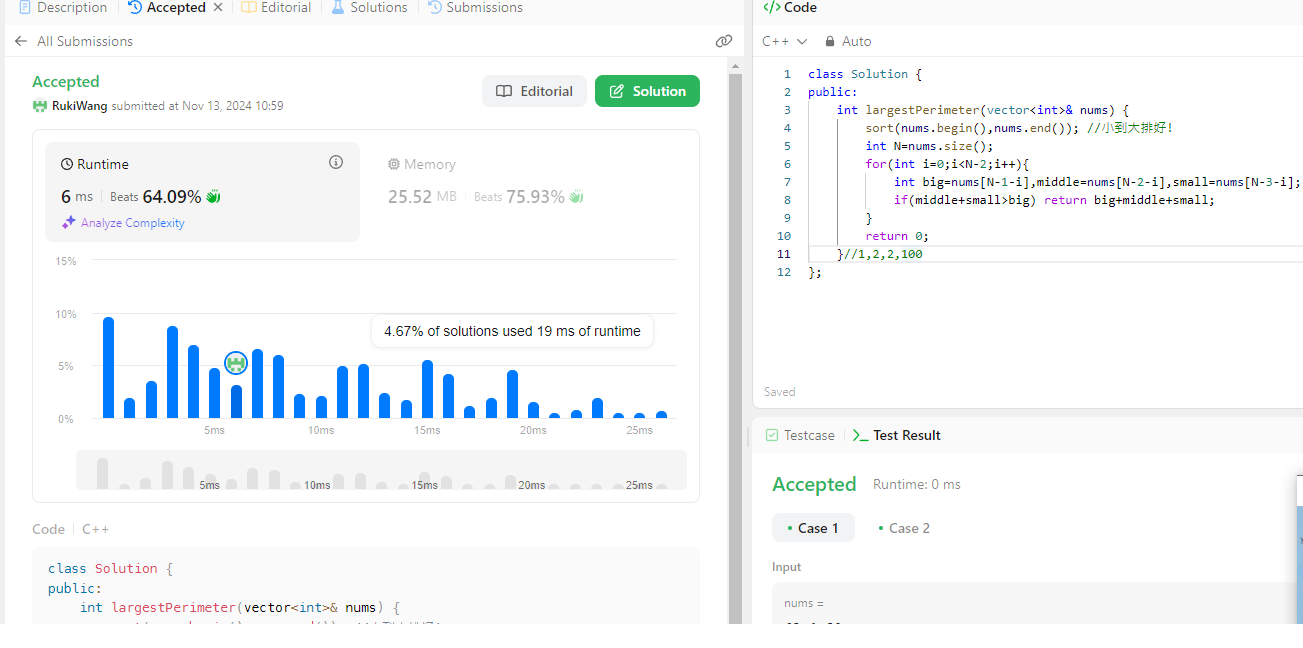 Description
Accepted
Editorial
Solutions
Submissions
All Submissions
Accepted
RukiWang submitted at Nov 13, 2024 10:59
Editorial
Solution
Runtime
6 ms Beats 64.09%
Analyze Complexity
Memory
25.52 MB Beats 75.93%
15%
10%
5%
0%
4.67% of solutions used 19 ms of runtime
5ms 10ms 15ms 20ms 25ms
5ms 10ms 15ms 20ms 25ms
Code C++
class Solution {
public:
int largestPerimeter(vector<int>& nums) {
</> Code
C++ Auto
1 class Solution {
2 public:
3 int largestPerimeter(vector<int>& nums) {
4 sort(nums.begin(),nums.end()); //小到大排好!
5 int N=nums.size();
6 for(int i=0;i<N-2;i++){
7 int big=nums[N-1-i],middle=nums[N-2-i],small=nums[N-3-i];
8 if(middle+small>big) return big+middle+small;
9 }
10 return 0;
11 }//1,2,2,100
12 };
Saved
Testcase
Test Result
Accepted Runtime: 0 ms
Case 1
Case 2
Input
nums =